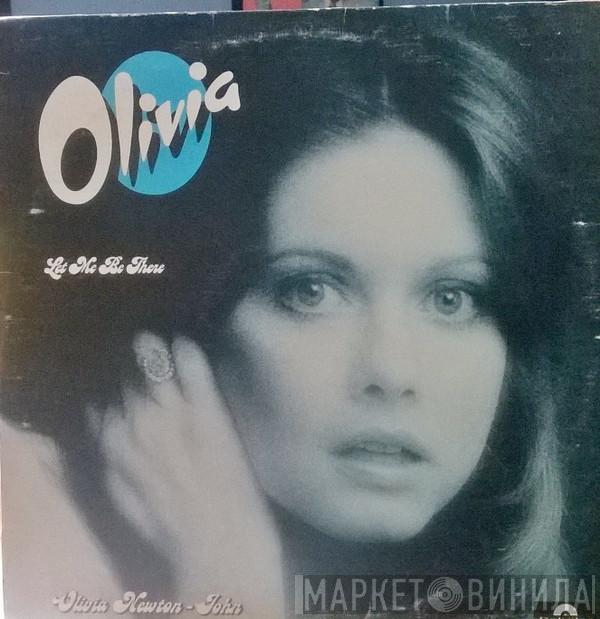 Olivia
Let Me Be There
Olivia Newton-John
МАРКЕТ ВИНИЛА